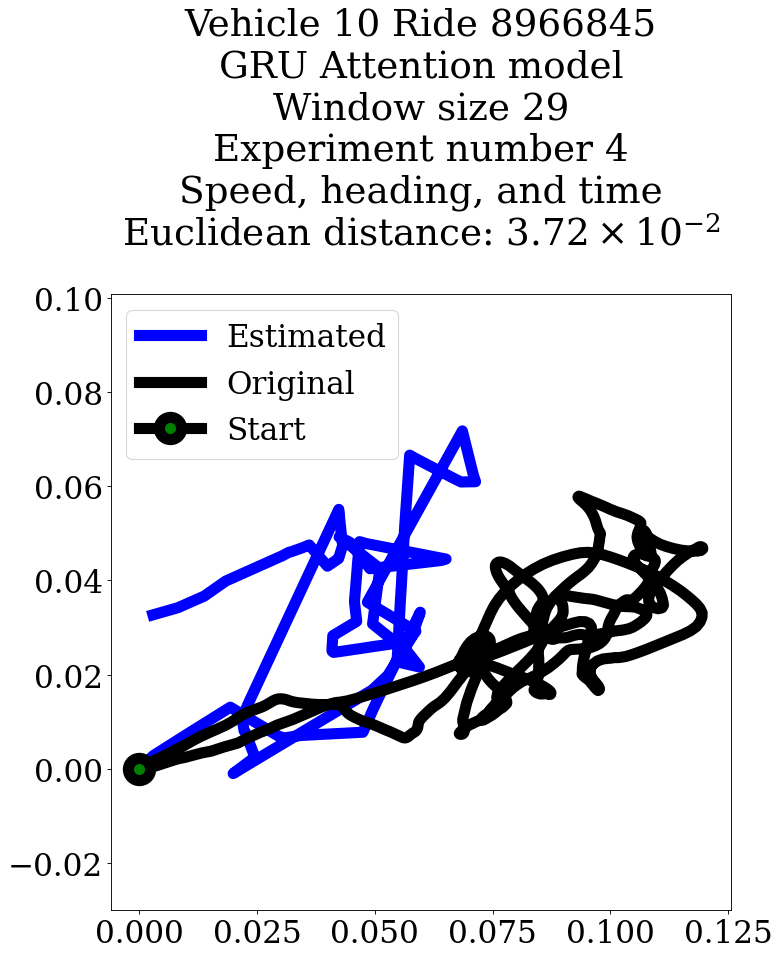 Vehicle 10 Ride 8966845
GRU Attention model
Window size 29
Experiment number 4
Speed, heading, and time
Euclidean distance: 3.72 × 10⁻²
0.10
Estimated
0.08
Original
Start
0.06
0.04
0.02
0.00
−0.02
0.000 0.025 0.050 0.075 0.100 0.125